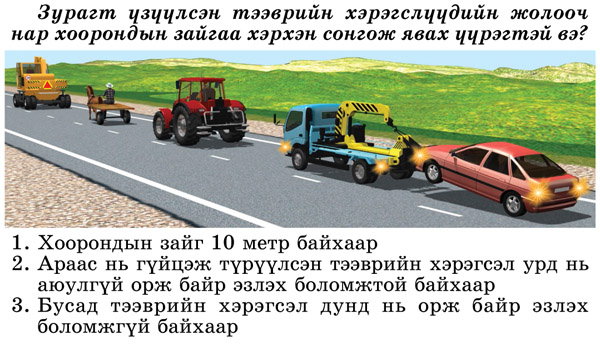 Зурагт үзүүлсэн тээврийн хэрэгслүүдийн жолооч
нар хоорондын зайгаа хэрхэн сонгож явах үүрэгтэй вэ?
1. Хоорондын зайг 10 метр байхаар
2. Араас нь гүйцэж түрүүлсэн тээврийн хэрэгсэл урд нь
аюулгүй орж байр эзлэх боломжтой байхаар
3. Бусад тээврийн хэрэгсэл дунд нь орж байр эзлэх
боломжгүй байхаар